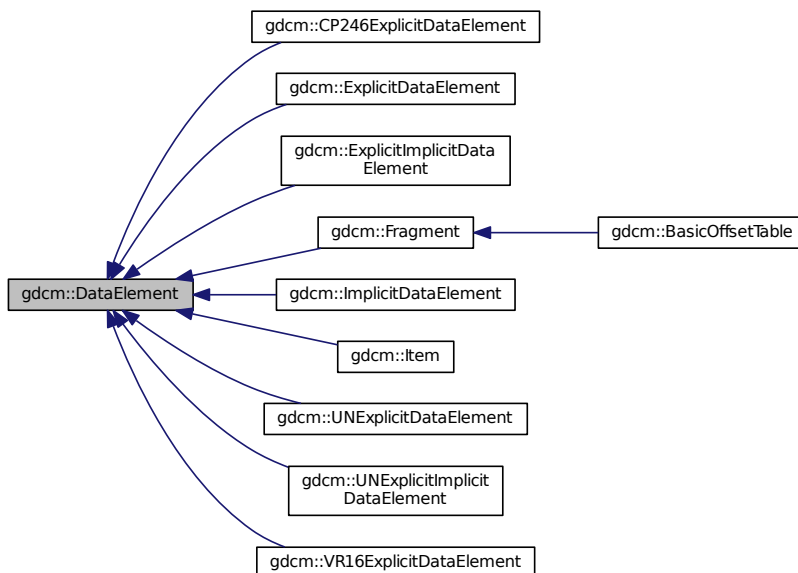 gdcm::CP246ExplicitDataElement
gdcm::ExplicitDataElement
gdcm::ExplicitImplicitData
Element
gdcm::Fragment
gdcm::BasicOffsetTable
gdcm::DataElement
gdcm::ImplicitDataElement
gdcm::Item
gdcm::UNExplicitDataElement
gdcm::UNExplicitImplicit
DataElement
gdcm::VR16ExplicitDataElement